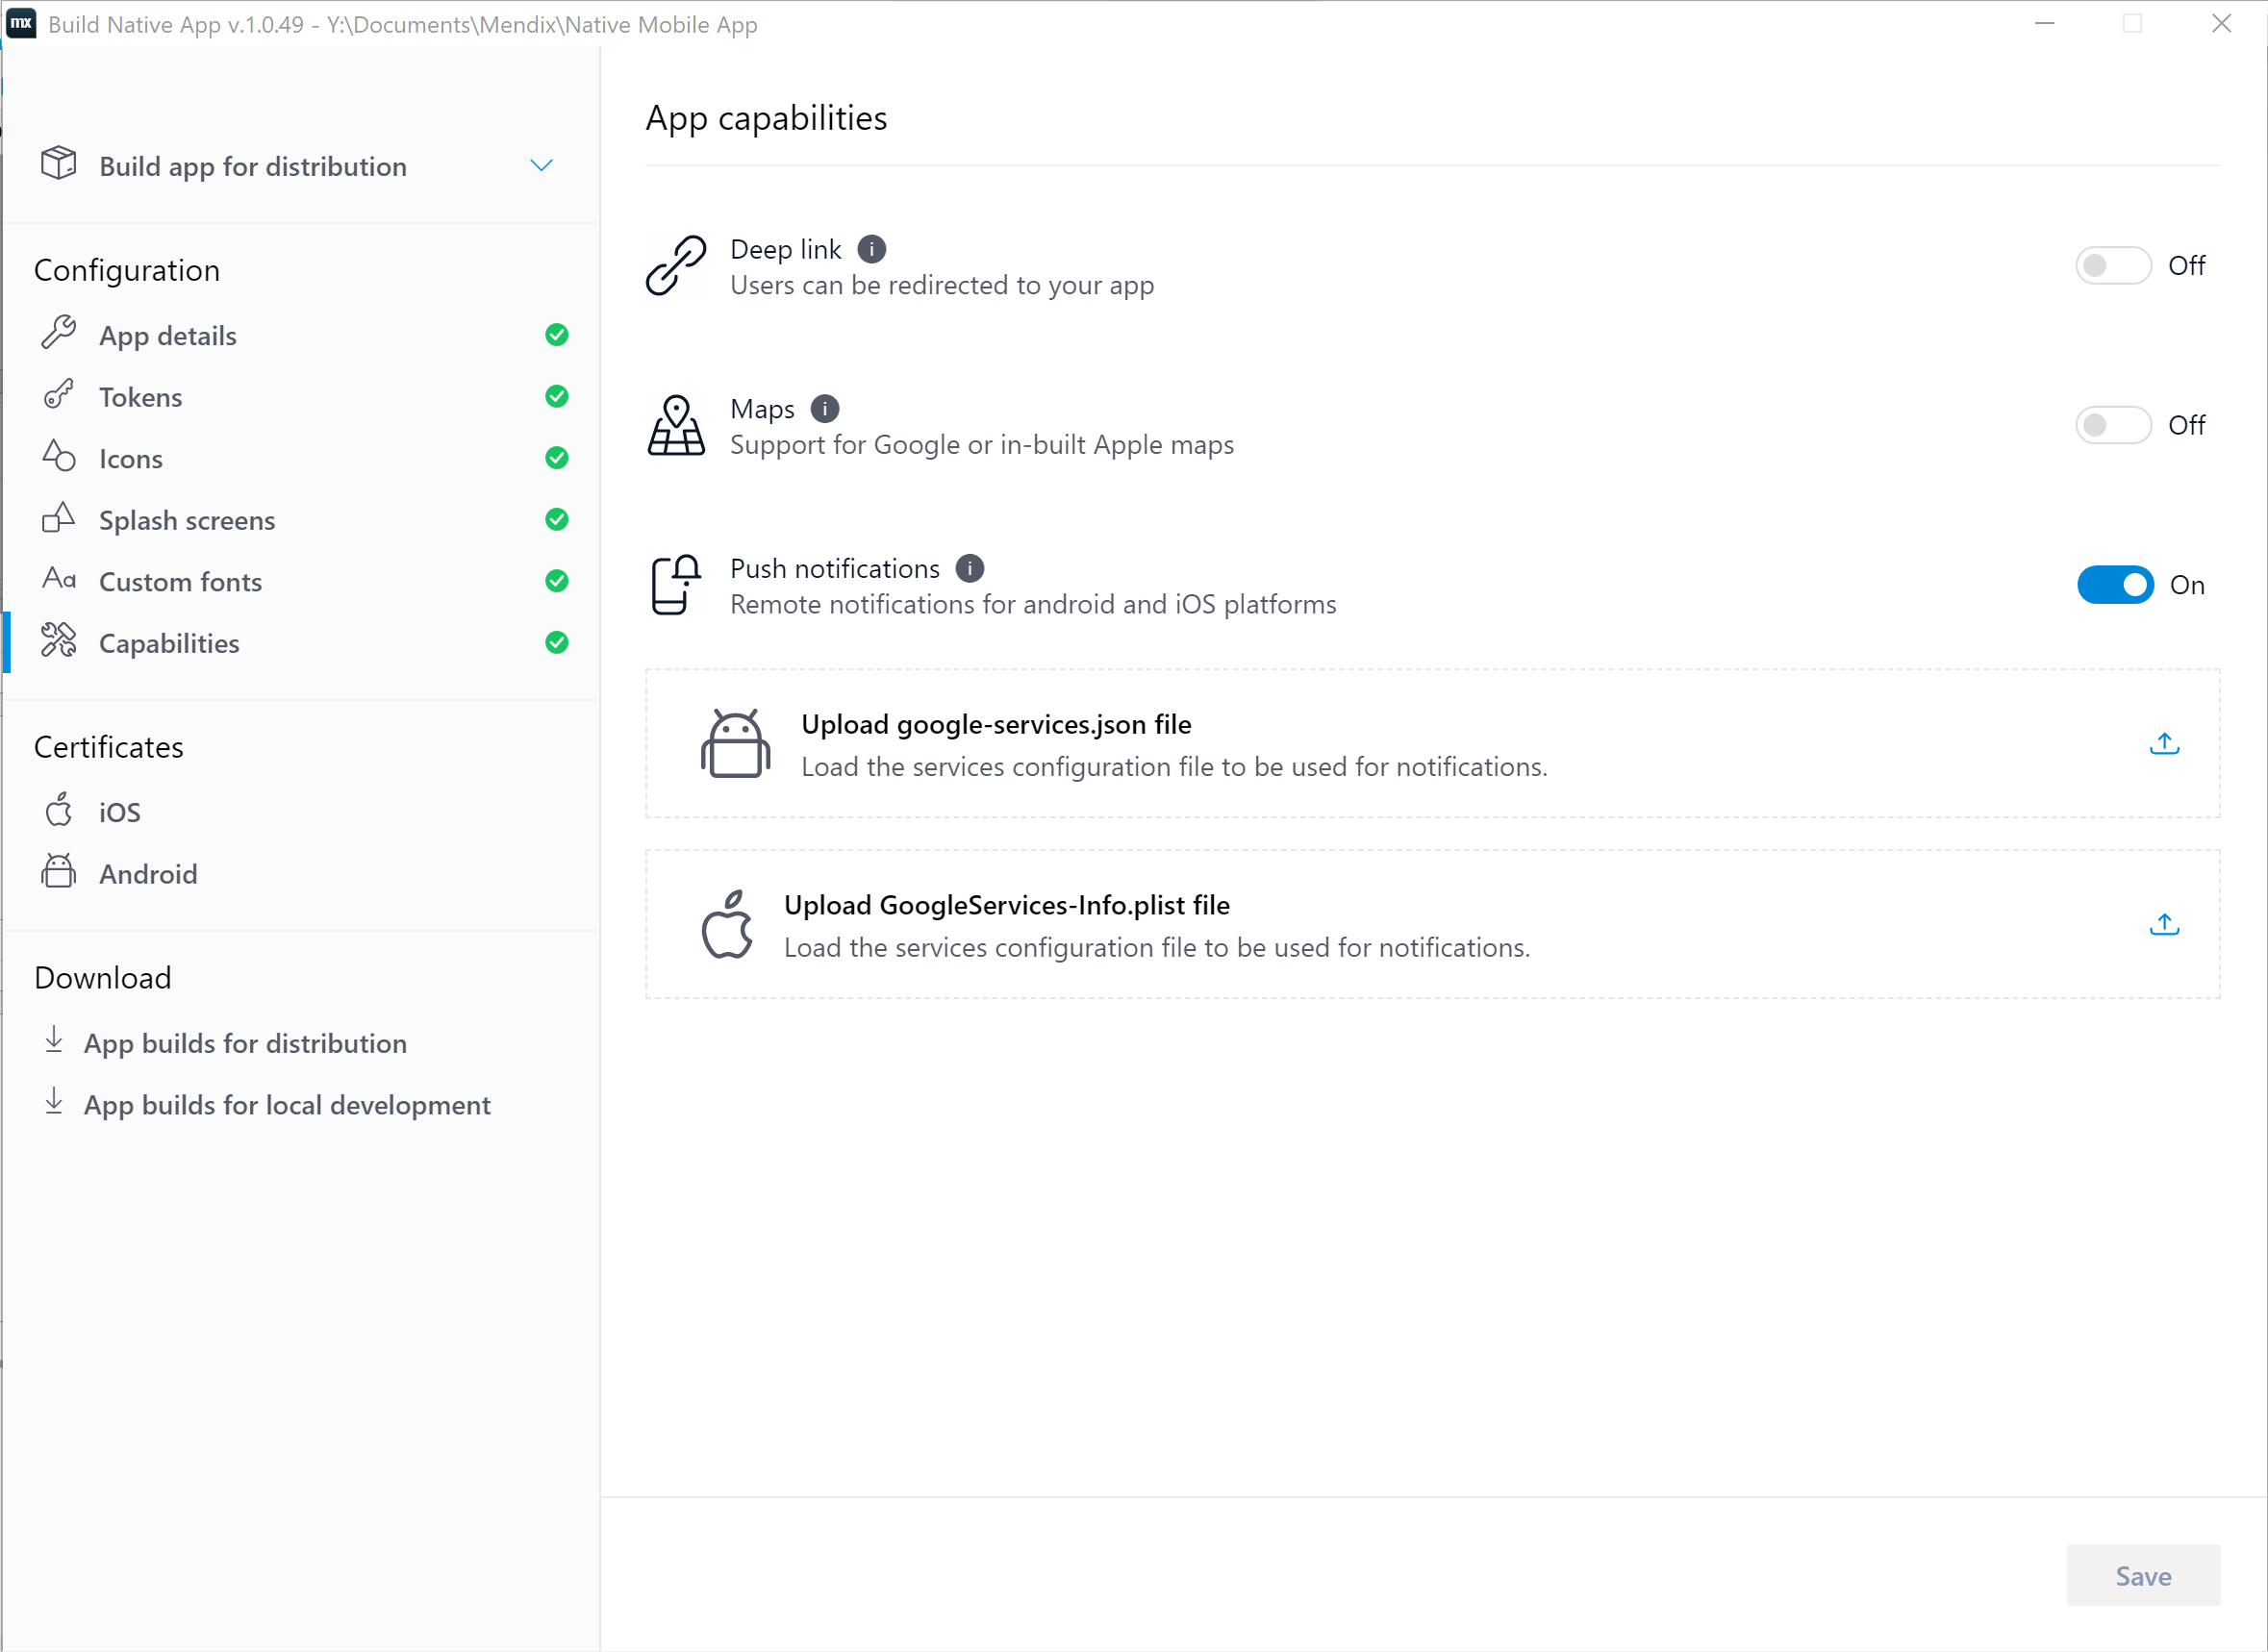 mx Build Native App v.1.0.49 - Y:\Documents\Mendix\Native Mobile App
Build app for distribution
Configuration
App details
Tokens
Icons
Splash screens
Aa Custom fonts
Capabilities
Certificates
iOS
Android
Download
App builds for distribution
App builds for local development
App capabilities
Deep link i
Users can be redirected to your app
Off
Maps i
Support for Google or in-built Apple maps
Off
Push notifications i
Remote notifications for android and iOS platforms
On
Upload google-services.json file
Load the services configuration file to be used for notifications.
Upload GoogleServices-Info.plist file
Load the services configuration file to be used for notifications.
Save